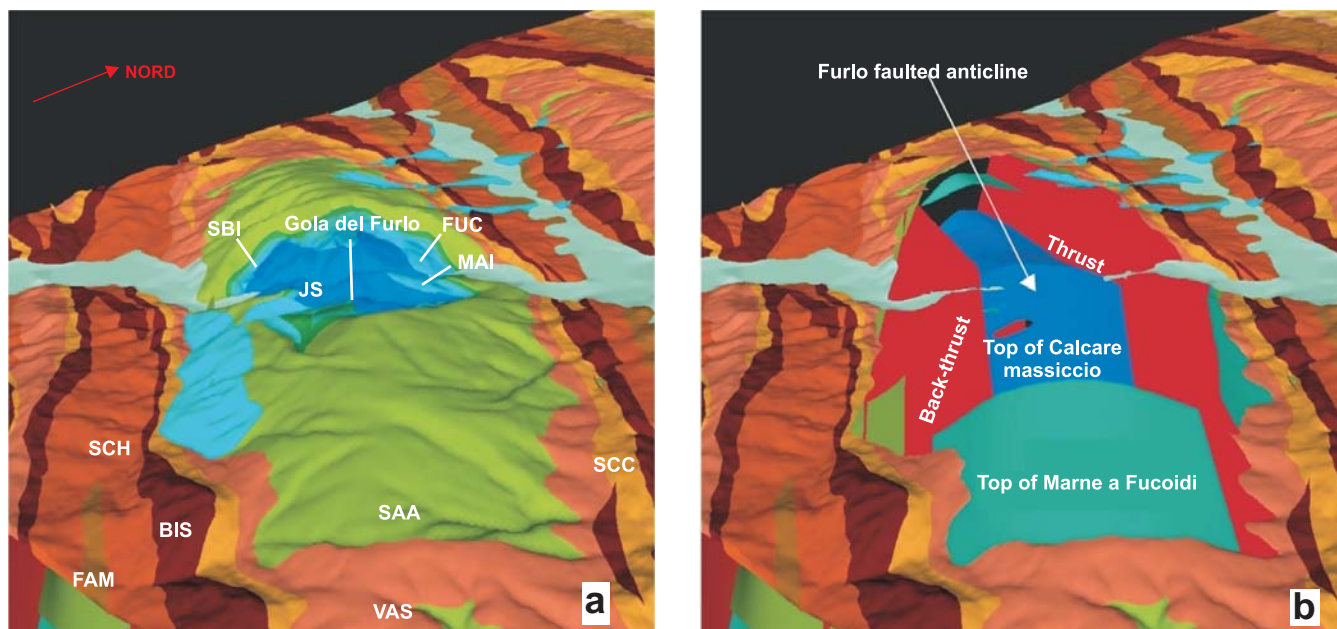 NORD
SBI
Gola del Furlo
FUC
MAI
JS
SCH
SCC
BIS
SAA
FAM
VAS
a
Furlo faulted anticline
Thrust
Back-thrust
Top of Calcare
massiccio
Top of Marne a Fucoidi
b